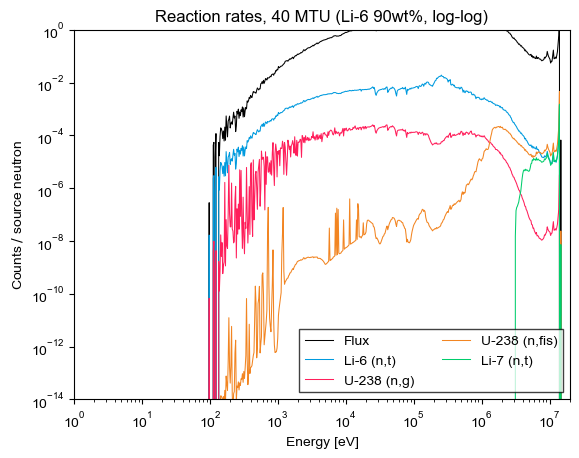 Reaction rates, 40 MTU (Li-6 90wt%, log-log)
Counts / source neutron
10^0
10^-2
10^-4
10^-6
10^-8
10^-10
10^-12
10^-14
10^0 10^1 10^2 10^3 10^4 10^5 10^6 10^7
Energy [eV]
Flux
Li-6 (n,t)
U-238 (n,g)
U-238 (n,fis)
Li-7 (n,t)